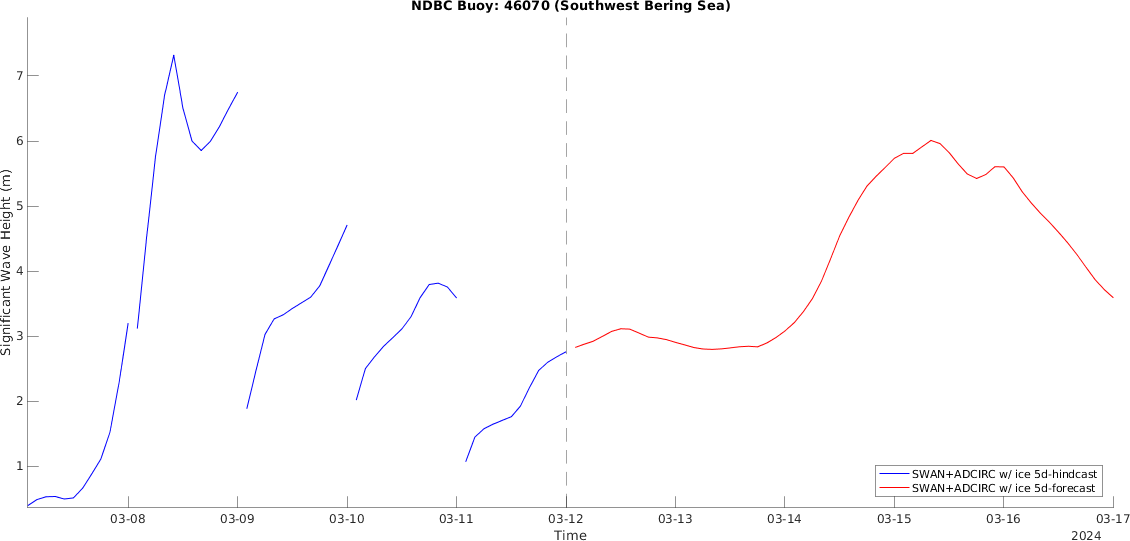 NDBC Buoy: 46070 (Southwest Bering Sea)
Significant Wave Height (m)
7
6
5
4
3
2
1
SWAN+ADCIRC w/ ice 5d-hindcast
SWAN+ADCIRC w/ ice 5d-forecast
03-08 03-09 03-10 03-11 03-12 03-13 03-14 03-15 03-16 03-17
Time
2024